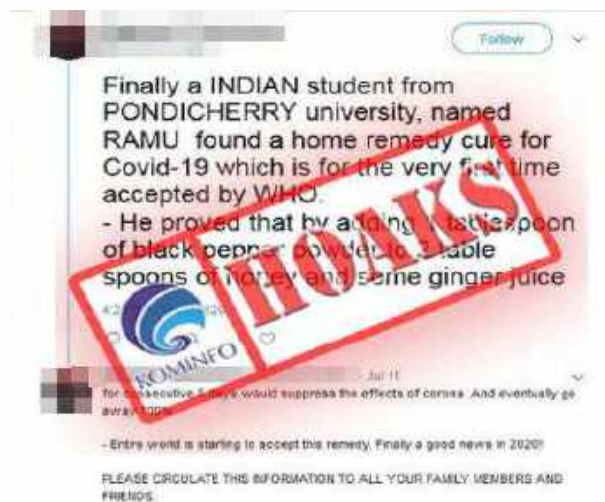 Follow
Finally a INDIAN student from
PONDICHERRY university, named
RAMU found a home remedy cure for
Covid-19 which is for the very first time
accepted by WHO.
- He proved that by adding 1 tablespoon
of black pepper powder to 2 table
spoons of honey and some ginger juice
HOAKS
KOMINFO
- Jul 16
for consecutive 5 days would suppress the effects of corona. And eventually go
away 100%
- Entire world is starting to accept this remedy. Finally a good news in 2020!!
PLEASE CIRCULATE THIS INFORMATION TO ALL YOUR FAMILY MEMBERS AND
FRIENDS.